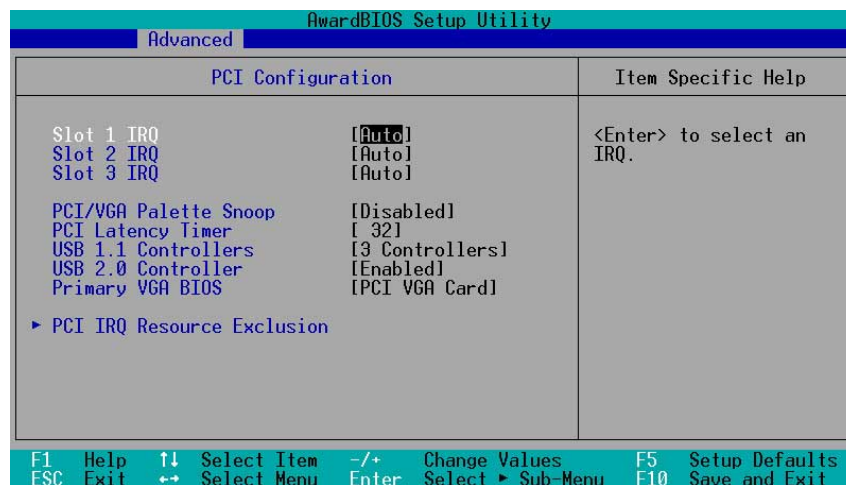 AwardBIOS Setup Utility
Advanced
PCI Configuration
Item Specific Help
Slot 1 IRQ [Auto]
Slot 2 IRQ [Auto]
Slot 3 IRQ [Auto]
PCI/VGA Palette Snoop [Disabled]
PCI Latency Timer [ 32]
USB 1.1 Controllers [3 Controllers]
USB 2.0 Controller [Enabled]
Primary VGA BIOS [PCI VGA Card]
► PCI IRQ Resource Exclusion
<Enter> to select an
IRQ.
F1 Help ↑↓ Select Item -/+ Change Values F5 Setup Defaults
ESC Exit ←→ Select Menu Enter Select ► Sub-Menu F10 Save and Exit